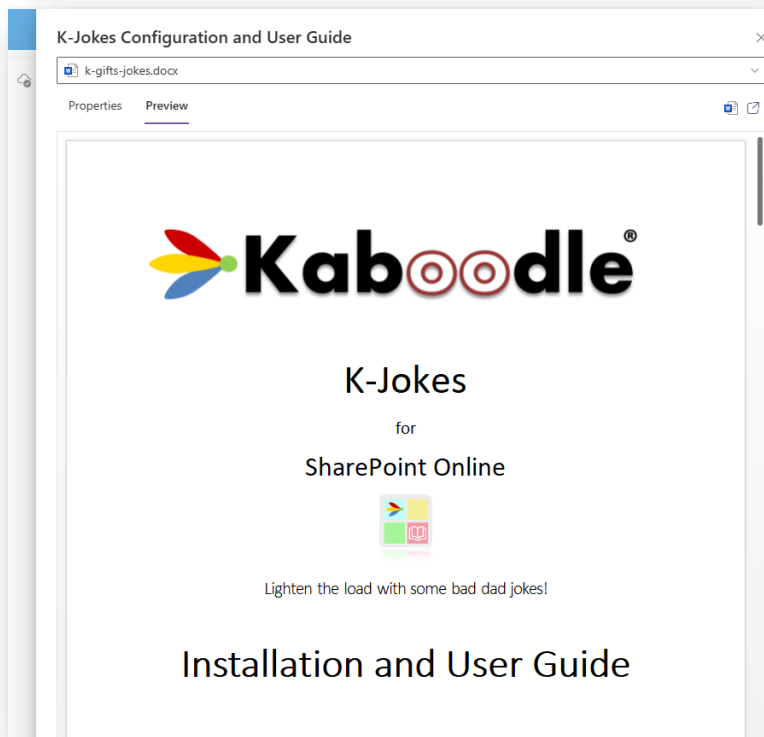 K-Jokes Configuration and User Guide
k-gifts-jokes.docx
Properties Preview
Kaboodle®
K-Jokes
for
SharePoint Online
Lighten the load with some bad dad jokes!
Installation and User Guide